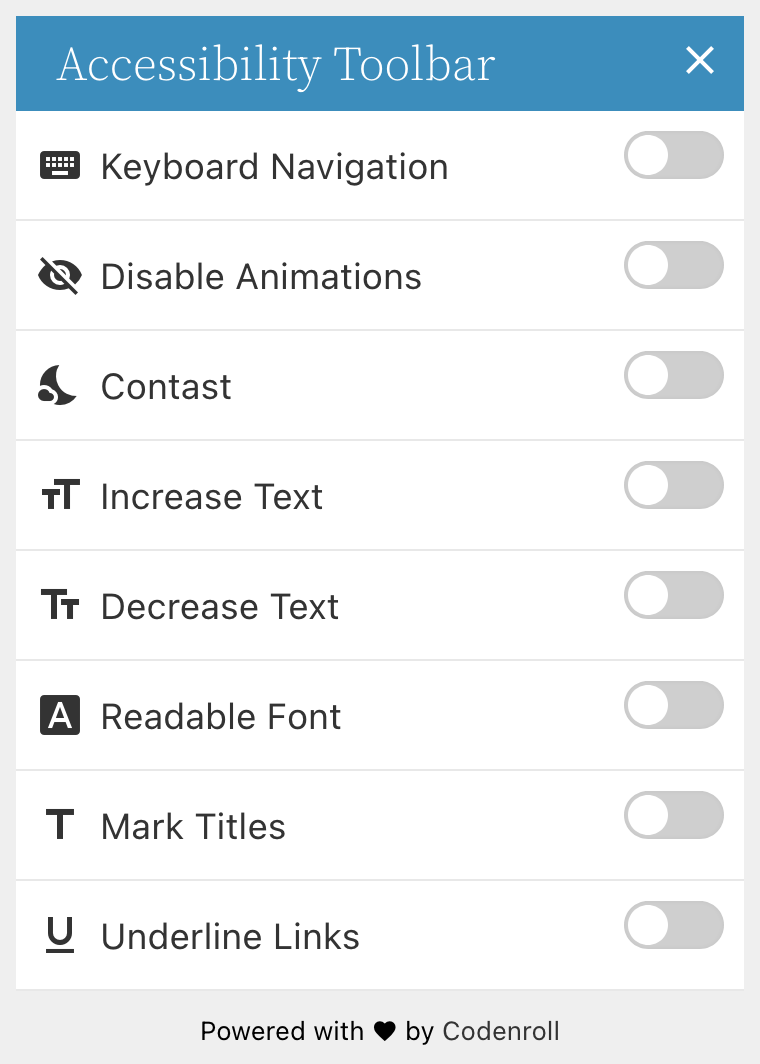 Accessibility Toolbar
Keyboard Navigation
Disable Animations
Contast
Increase Text
Decrease Text
Readable Font
Mark Titles
Underline Links
Powered with ♥ by Codenroll